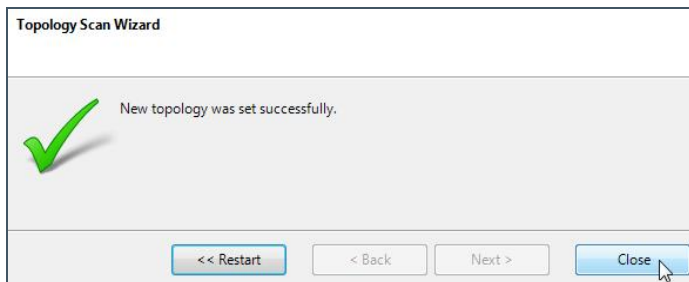 Topology Scan Wizard
New topology was set successfully.
<< Restart
< Back
Next >
Close